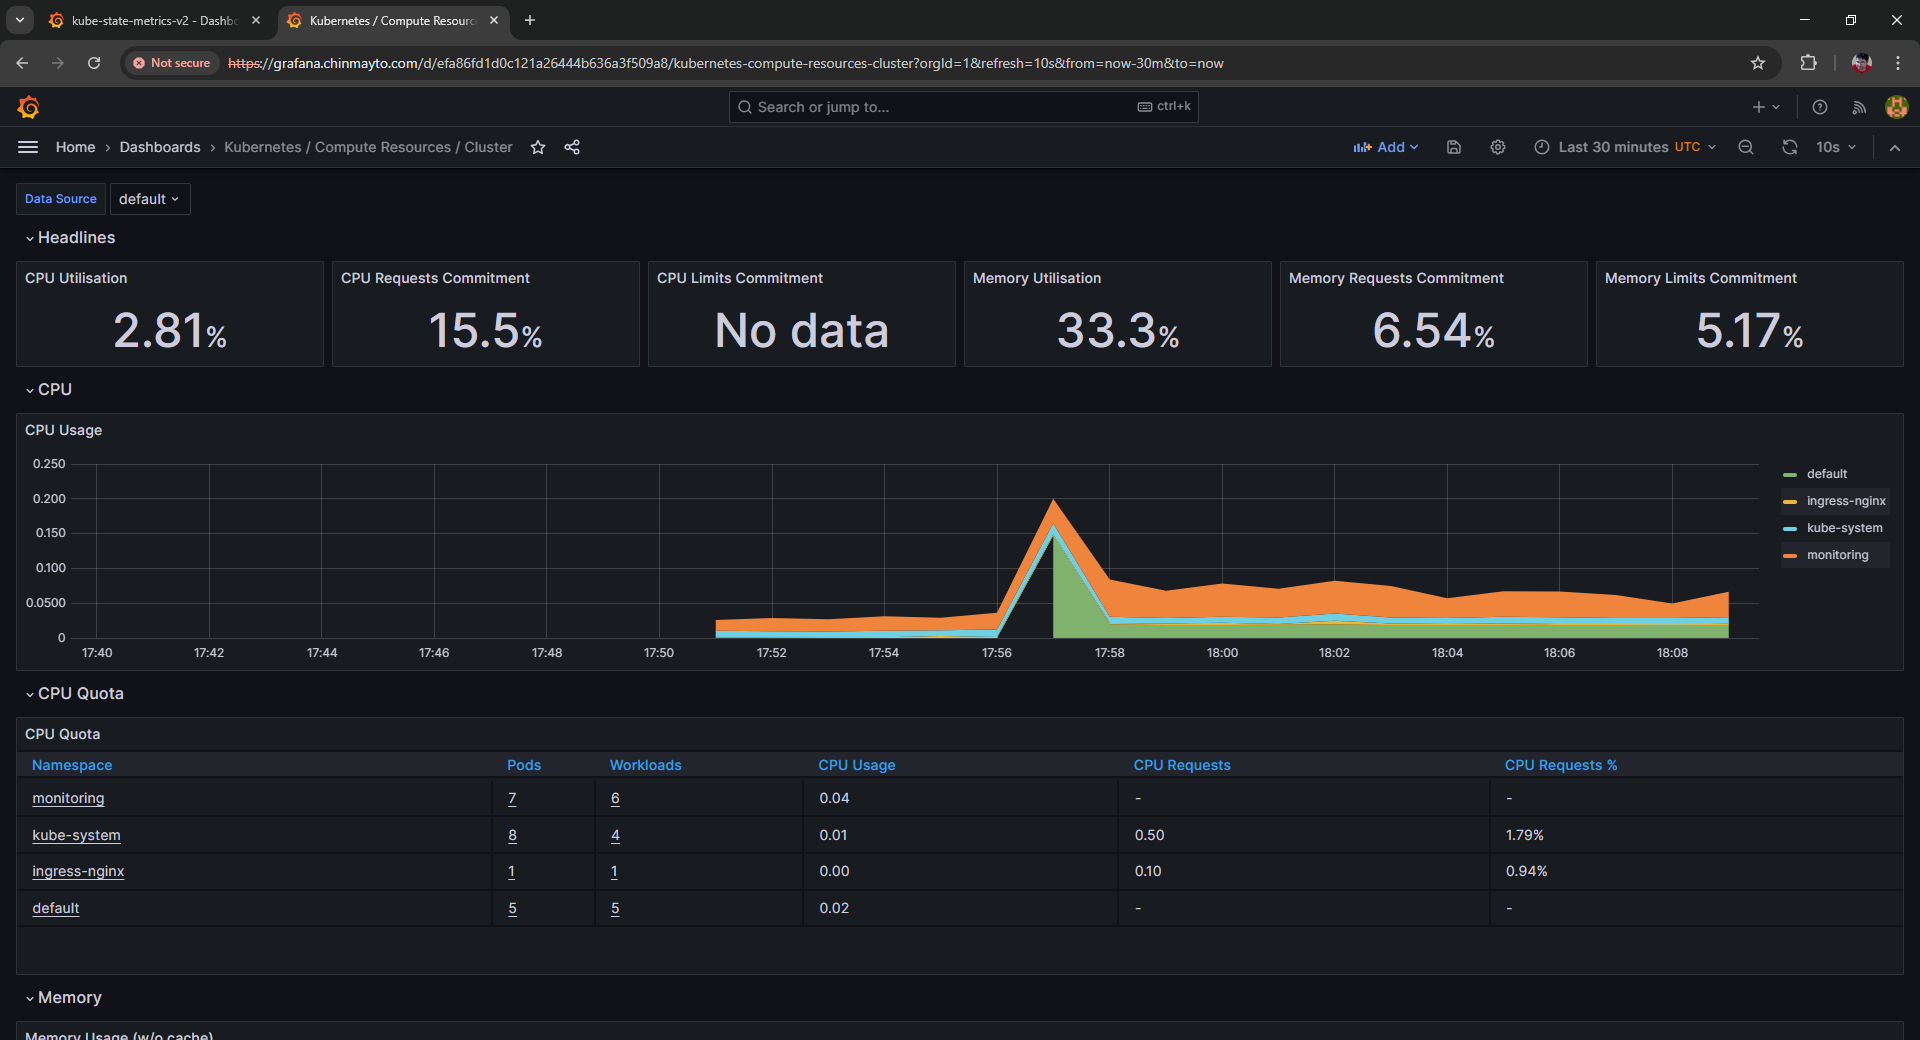 kube-state-metrics-v2 - Dashbo
Kubernetes / Compute Resourc
Not secure https://grafana.chinmayto.com/d/efa86fd1d0c121a26444b636a3f509a8/kubernetes-compute-resources-cluster?orgId=1&refresh=10s&from=now-30m&to=now
Search or jump to... ctrl+k
Home > Dashboards > Kubernetes / Compute Resources / Cluster Add Last 30 minutes UTC 10s
Data Source default
Headlines
CPU Utilisation CPU Requests Commitment CPU Limits Commitment Memory Utilisation Memory Requests Commitment Memory Limits Commitment
2.81% 15.5% No data 33.3% 6.54% 5.17%
CPU
CPU Usage
0.250
0.200
0.150
0.100
0.0500
0
17:40 17:42 17:44 17:46 17:48 17:50 17:52 17:54 17:56 17:58 18:00 18:02 18:04 18:06 18:08
default
ingress-nginx
kube-system
monitoring
CPU Quota
CPU Quota
Namespace Pods Workloads CPU Usage CPU Requests CPU Requests %
monitoring 7 6 0.04 - -
kube-system 8 4 0.01 0.50 1.79%
ingress-nginx 1 1 0.00 0.10 0.94%
default 5 5 0.02 - -
Memory
Memory Usage (w/o cache)